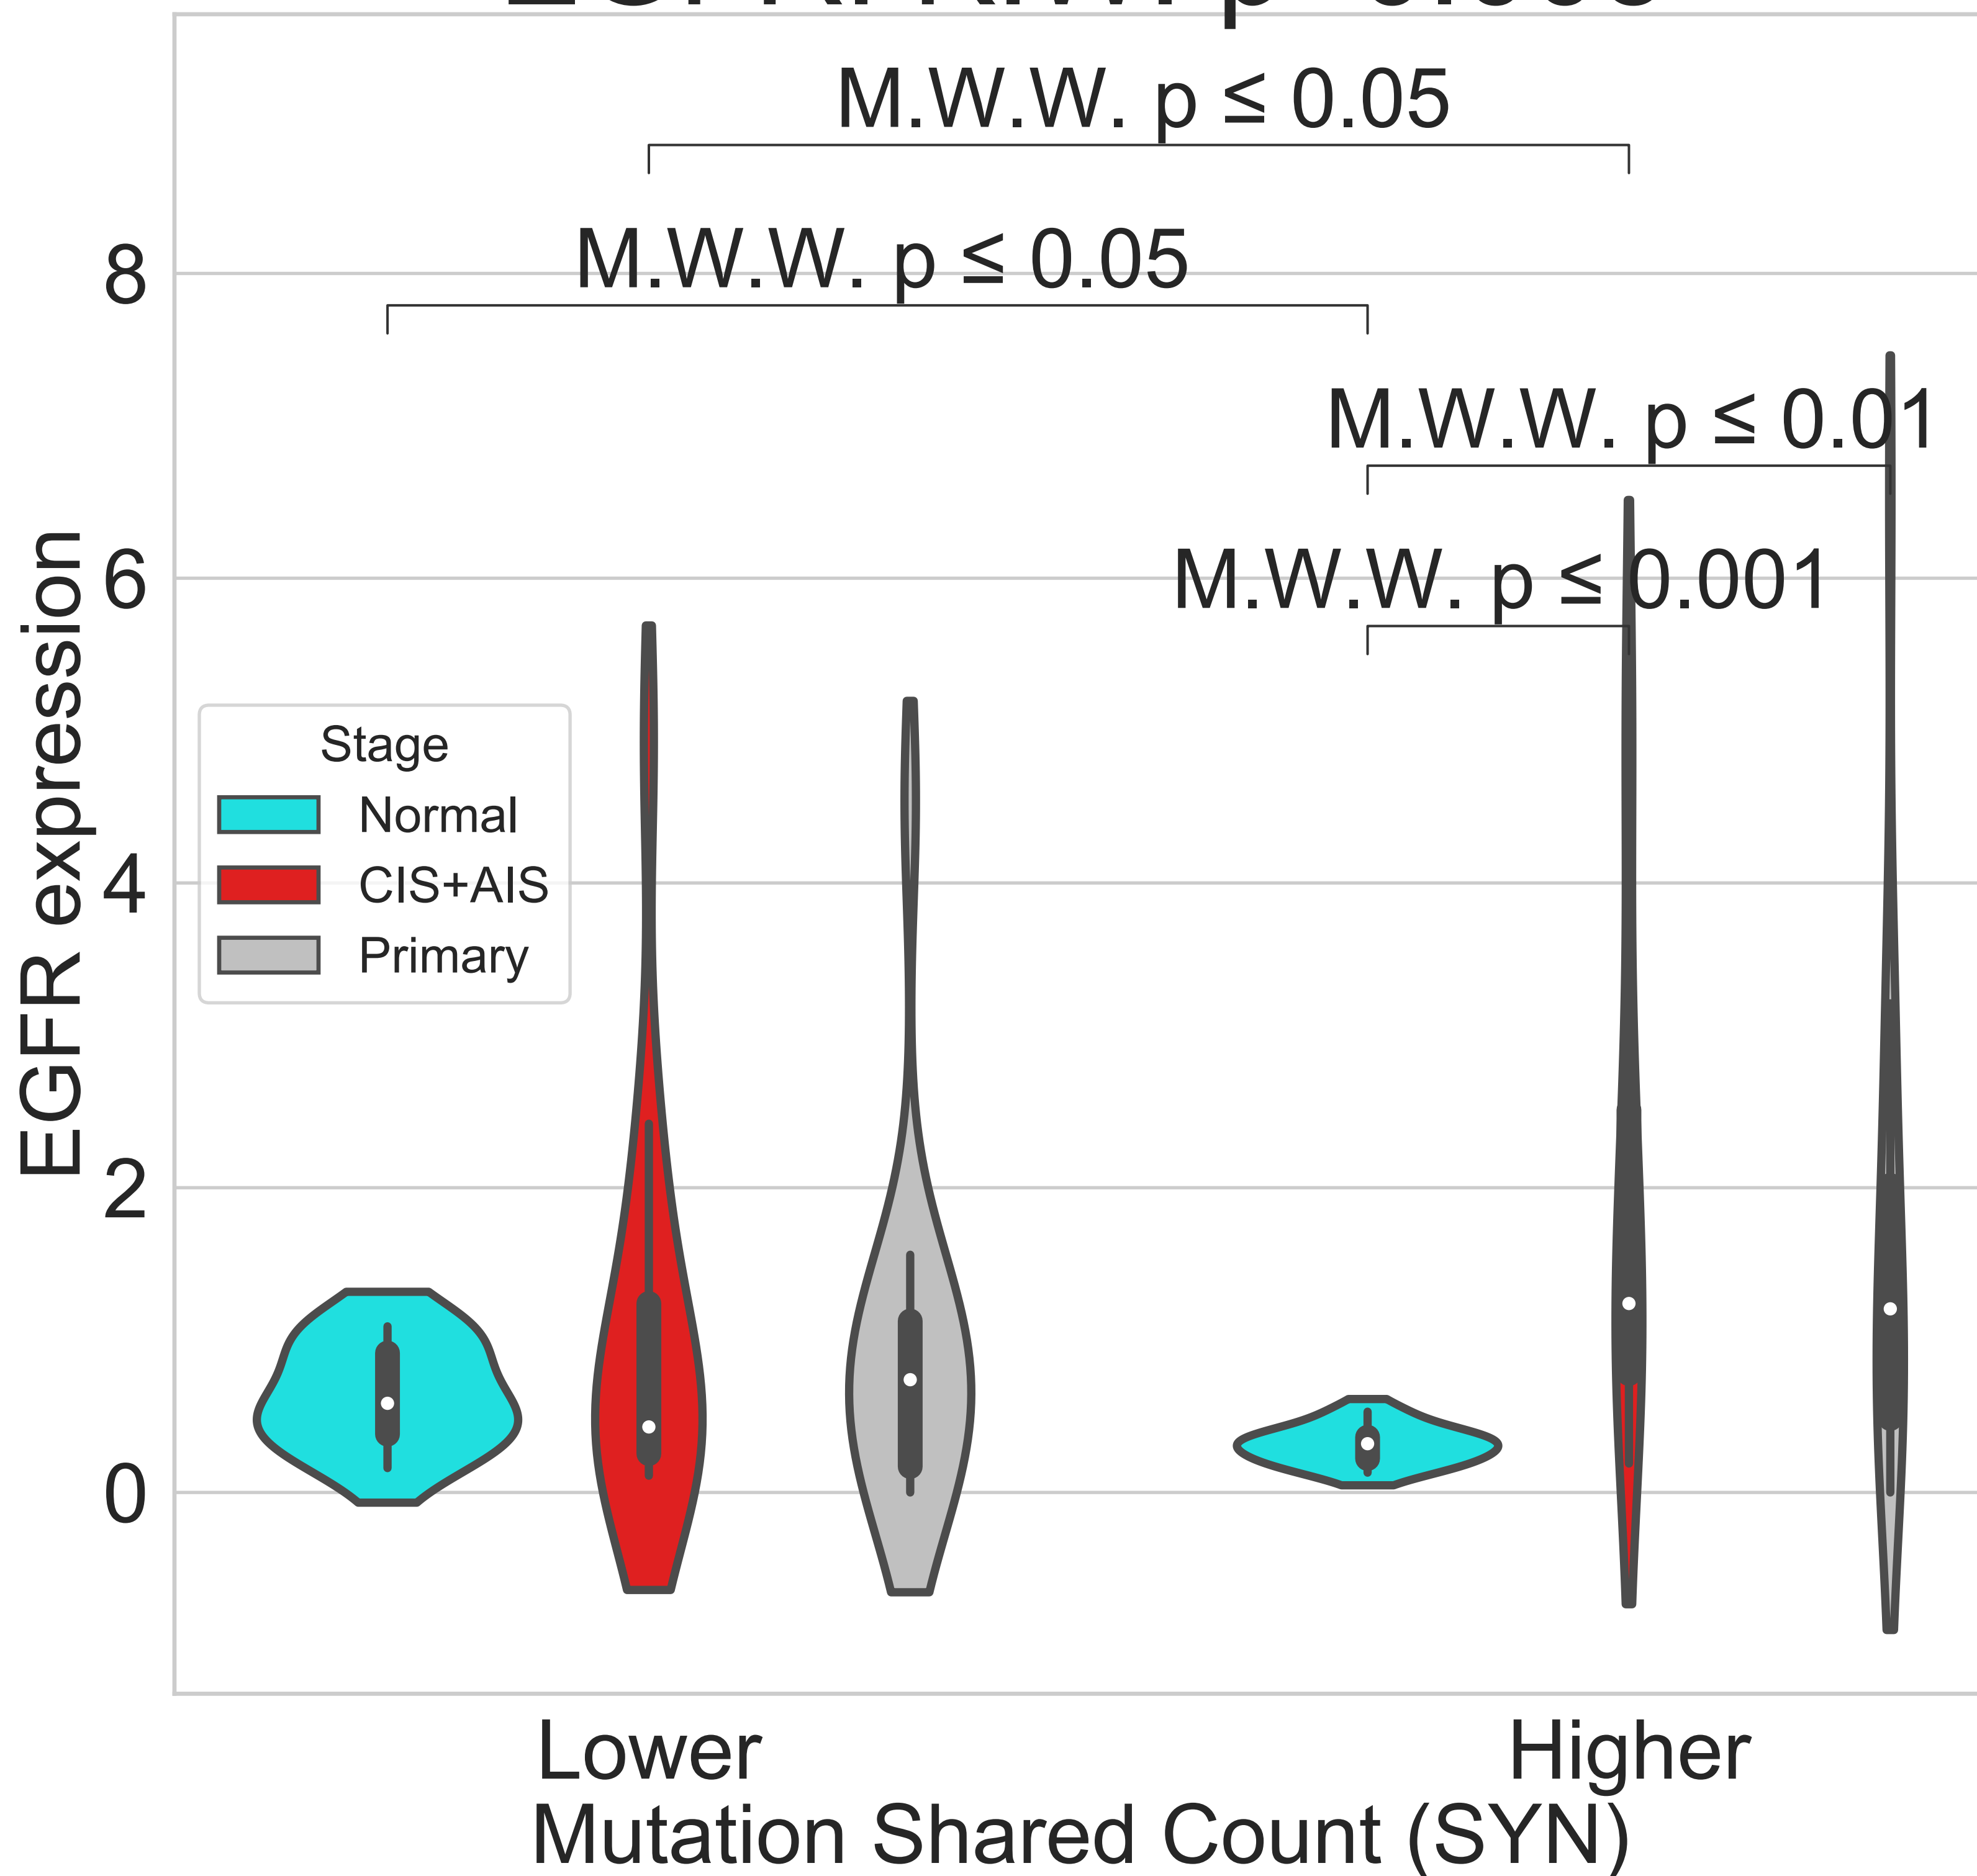 M.W.W. p ≤ 0.05
8
M.W.W. p ≤ 0.05
M.W.W. p ≤ 0.01
6
M.W.W. p ≤ 0.001
EGFR expression
Stage
Normal
CIS+AIS
Primary
4
2
0
Lower
Higher
Mutation Shared Count (SYN)